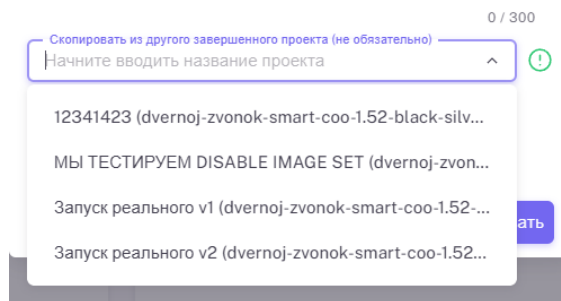 0 / 300
Скопировать из другого завершенного проекта (не обязательно)
Начните вводить название проекта
12341423 (dvernoj-zvonok-smart-coo-1.52-black-silv...
МЫ ТЕСТИРУЕМ DISABLE IMAGE SET (dvernoj-zvon...
Запуск реального v1 (dvernoj-zvonok-smart-coo-1.52-...
ать
Запуск реального v2 (dvernoj-zvonok-smart-coo-1.52...